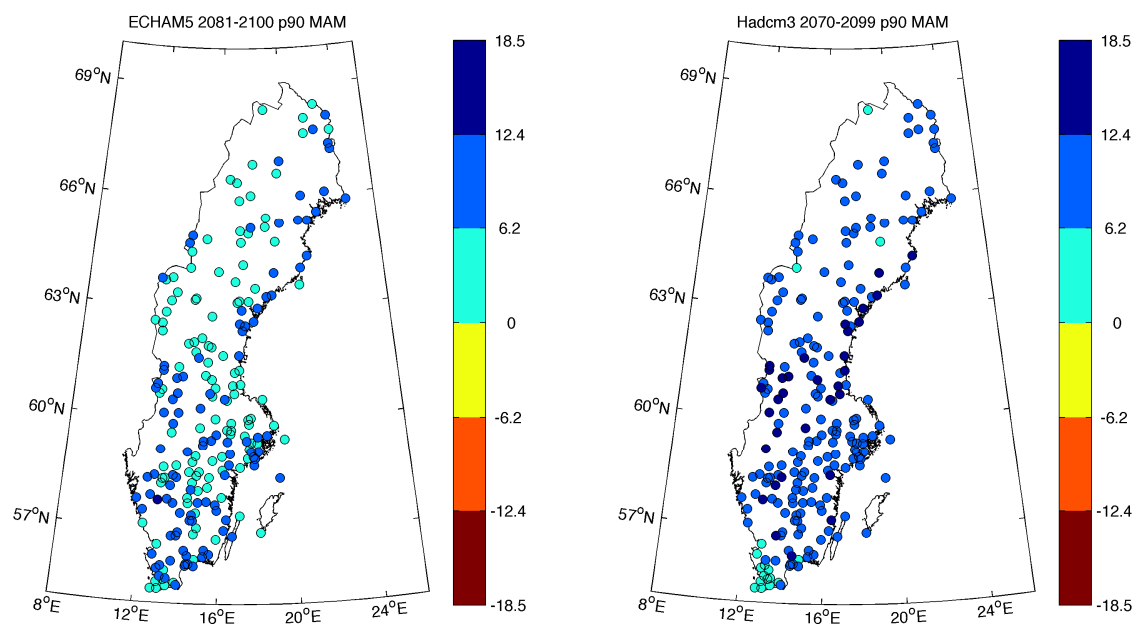 ECHAM5 2081-2100 p90 MAM
69°N
66°N
63°N
60°N
57°N
8°E
12°E
16°E
20°E
24°E
18.5
12.4
6.2
0
-6.2
-12.4
-18.5
Hadcm3 2070-2099 p90 MAM
69°N
66°N
63°N
60°N
57°N
8°E
12°E
16°E
20°E
24°E
18.5
12.4
6.2
0
-6.2
-12.4
-18.5